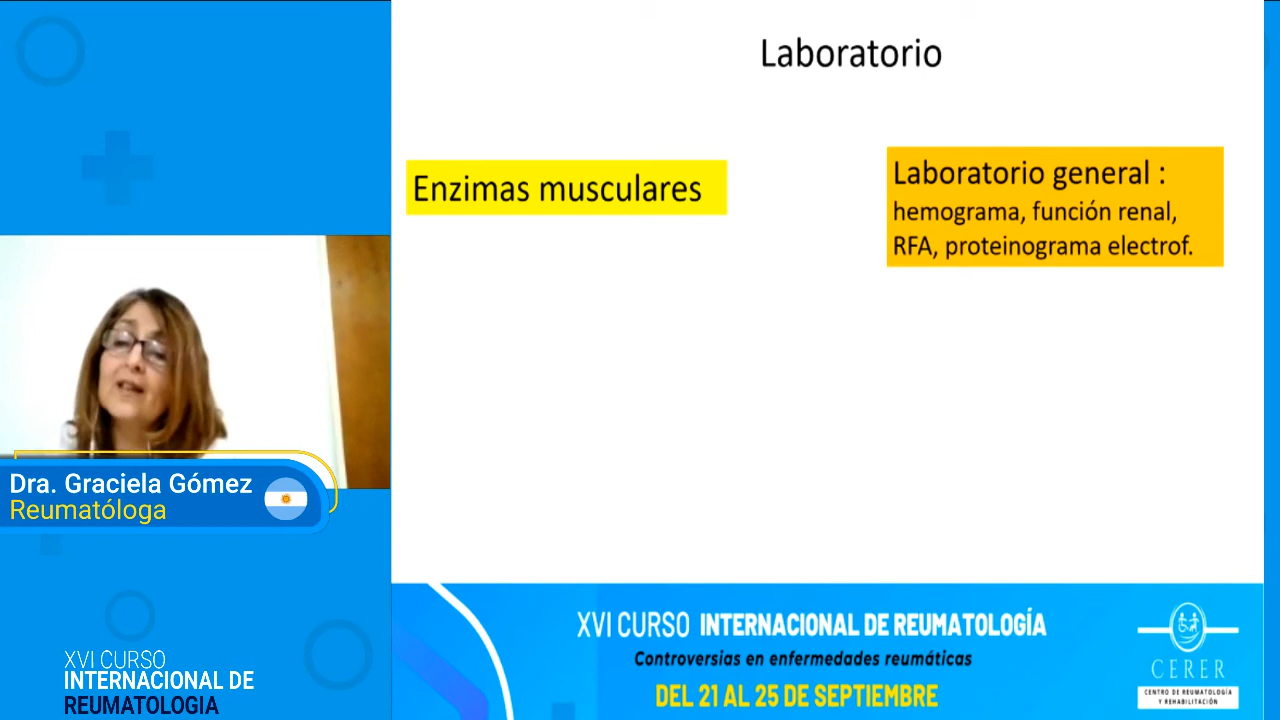 Laboratorio
Enzimas musculares
Laboratorio general :
hemograma, función renal,
RFA, proteinograma electrof.
Dra. Graciela Gómez
Reumatóloga
XVI CURSO
INTERNACIONAL DE
REUMATOLOGIA
XVI CURSO INTERNACIONAL DE REUMATOLOGÍA
Controversias en enfermedades reumáticas
DEL 21 AL 25 DE SEPTIEMBRE
CERER
CENTRO DE REUMATOLOGÍA
Y REHABILITACIÓN